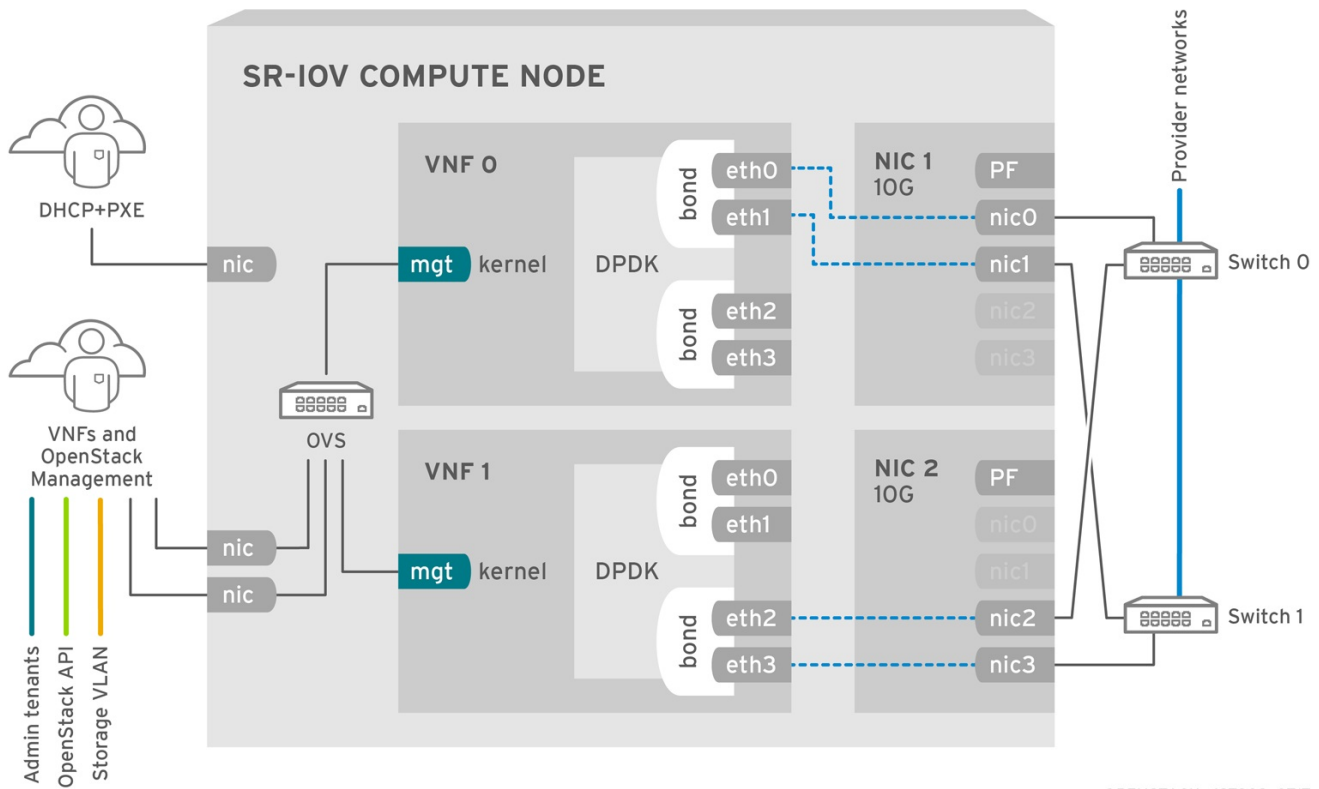 SR-IOV COMPUTE NODE
DHCP+PXE
nic
VNFs and
OpenStack
Management
nic
nic
Admin tenants
OpenStack API
Storage VLAN
OVS
VNF 0
mgt
kernel
DPDK
bond
eth0
eth1
bond
eth2
eth3
VNF 1
mgt
kernel
DPDK
bond
eth0
eth1
bond
eth2
eth3
NIC 1
10G
PF
nic0
nic1
nic2
nic3
NIC 2
10G
PF
nic0
nic1
nic2
nic3
Provider networks
Switch 0
Switch 1